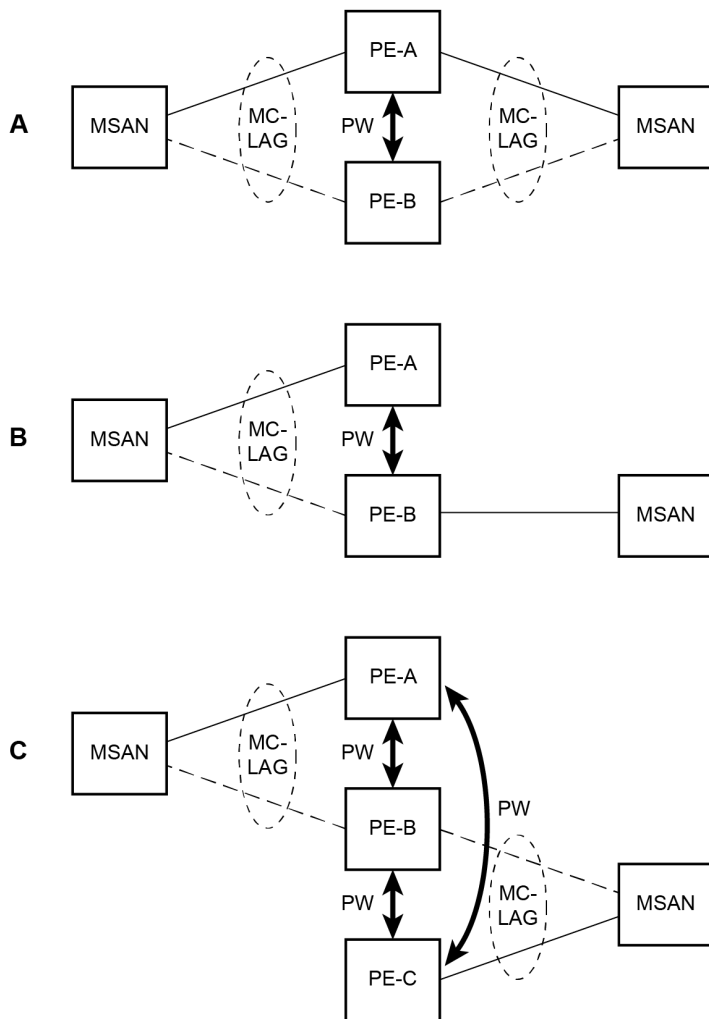 PE-A
A
MSAN
MC-
LAG
PW
MC-
LAG
MSAN
PE-B
PE-A
B
MSAN
MC-
LAG
PW
PE-B
MSAN
PE-A
C
MSAN
MC-
LAG
PW
PE-B
PW
PW
MC-
LAG
MSAN
PE-C